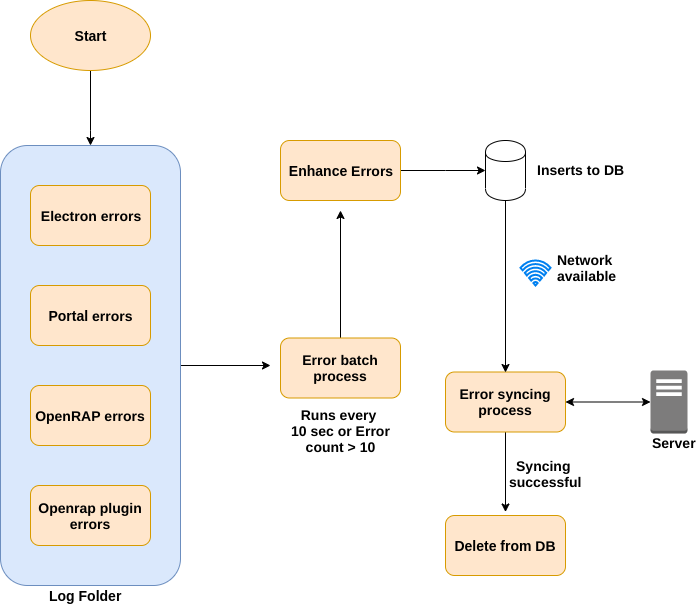 Start
Electron errors
Portal errors
OpenRAP errors
Openrap plugin
errors
Log Folder
Error batch
process
Runs every
10 sec or Error
count > 10
Enhance Errors
Inserts to DB
Network
available
Error syncing
process
Server
Syncing
successful
Delete from DB